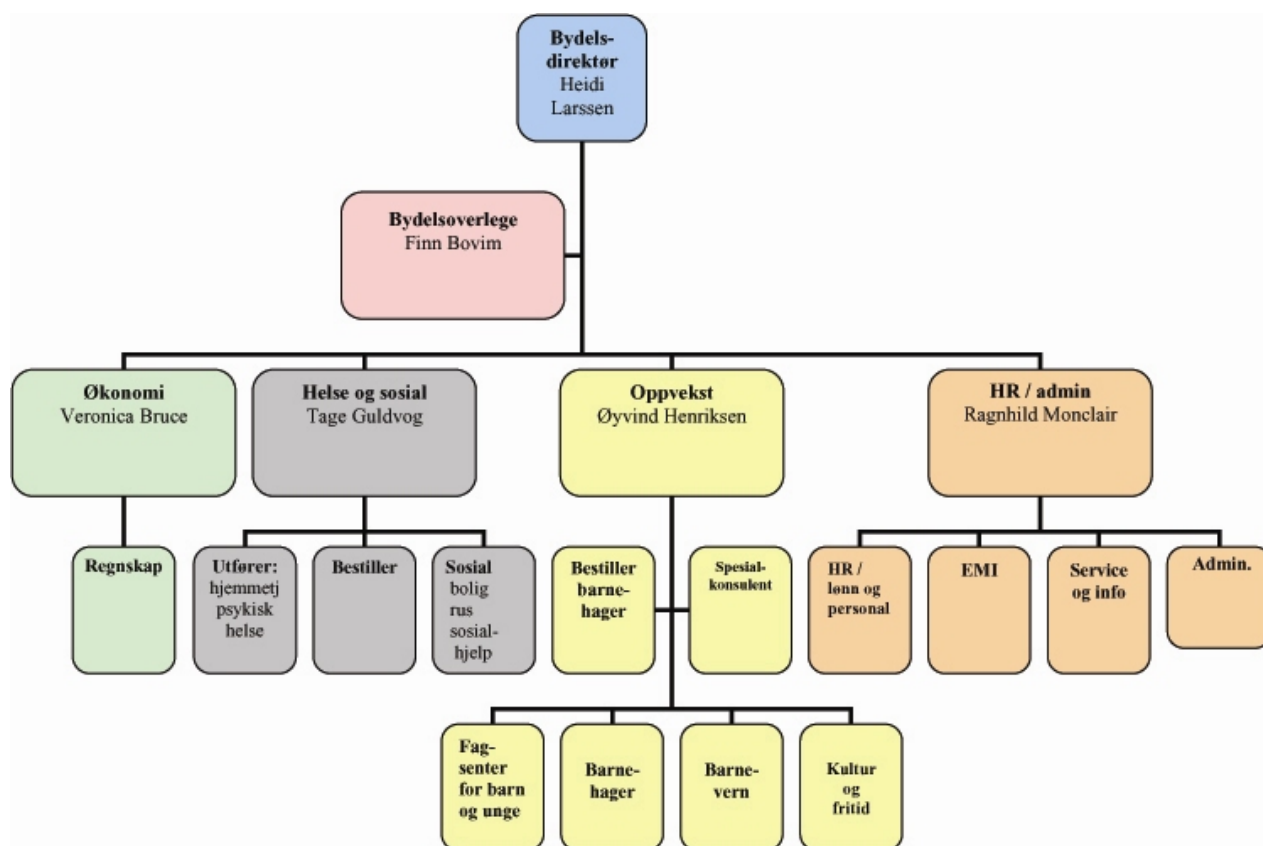 Bydels-
direktør
Heidi
Larssen
Bydelsoverlege
Finn Bovim
Økonomi
Veronica Bruce
Helse og sosial
Tage Guldvog
Oppvekst
Øyvind Henriksen
HR / admin
Ragnhild Monclair
Regnskap
Utfører:
hjemmetj
psykisk
helse
Bestiller
Sosial
bolig
rus
sosial-
hjelp
Bestiller
barne-
hager
Spesial-
konsulent
HR /
lønn og
personal
EMI
Service
og info
Admin.
Fag-
senter
for barn
og unge
Barne-
hager
Barne-
vern
Kultur
og
fritid